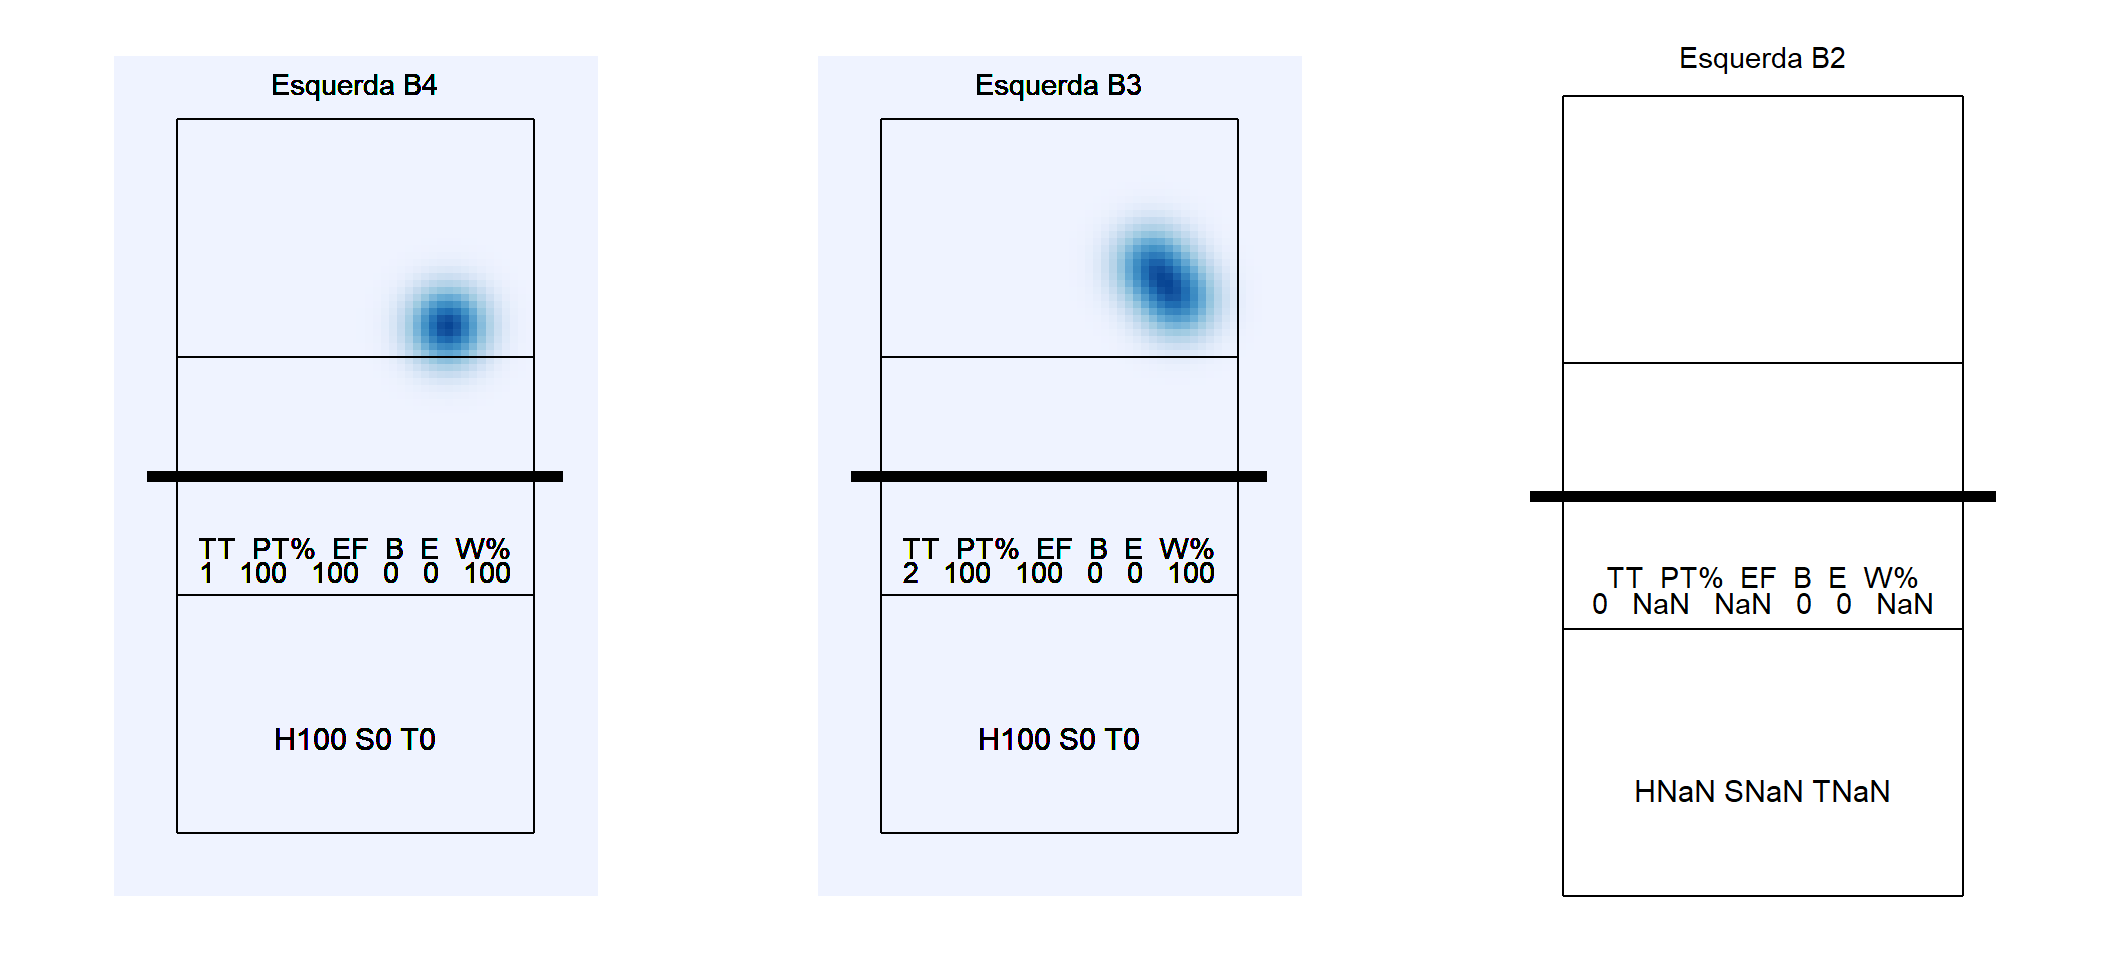 Esquerda B4
TT PT% EF B E W%
1 100 100 0 0 100
H100 S0 T0
Esquerda B3
TT PT% EF B E W%
2 100 100 0 0 100
H100 S0 T0
Esquerda B2
TT PT% EF B E W%
0 NaN NaN 0 0 NaN
HNaN SNaN TNaN